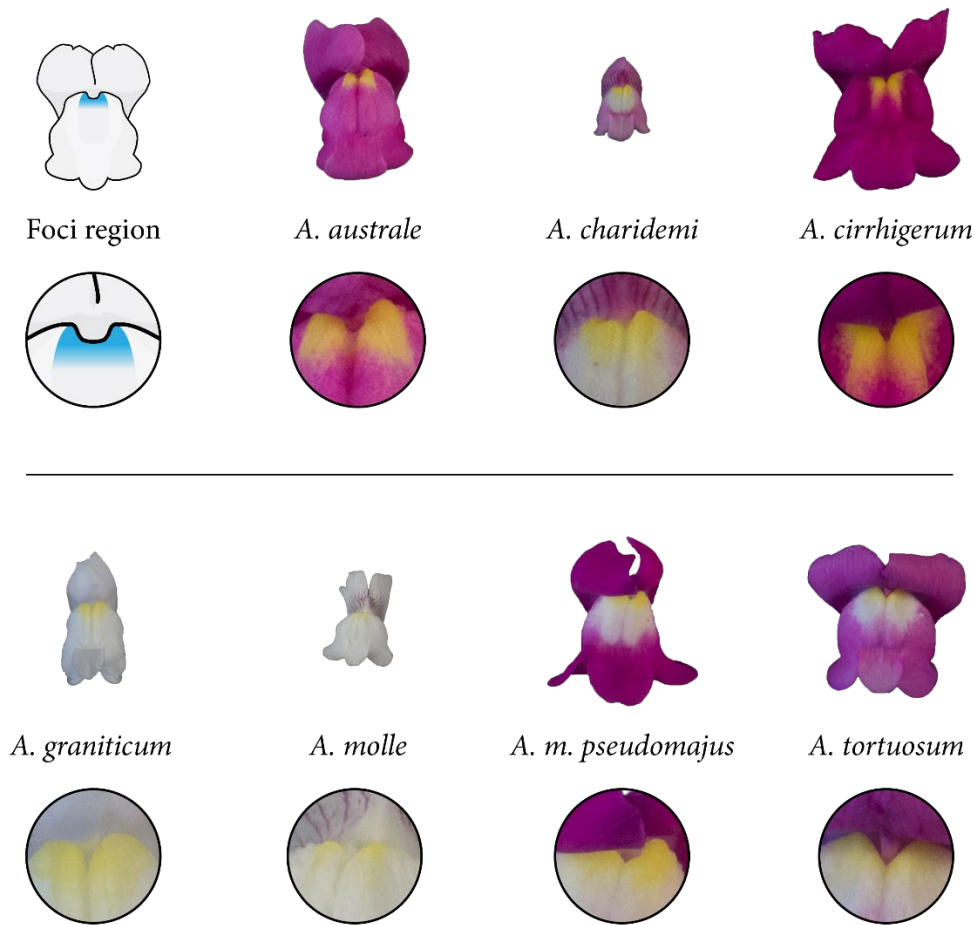 Foci region
A. australe
A. charidemi
A. cirrhigerum
A. graniticum
A. molle
A. m. pseudomajus
A. tortuosum